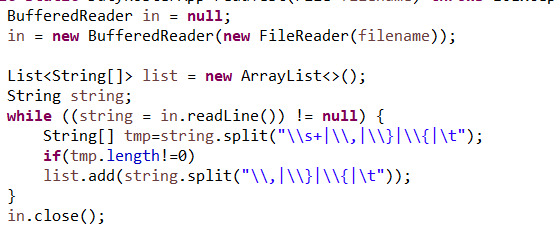 BufferedReader in = null;
in = new BufferedReader(new FileReader(filename));
List<String[]> list = new ArrayList<>();
String string;
while ((string = in.readLine()) != null) {
String[] tmp=string.split("\\s+|\\,|\\}|\\{|\t");
if(tmp.length!=0)
list.add(string.split("\\,|\\}|\\{|\t"));
}
in.close();